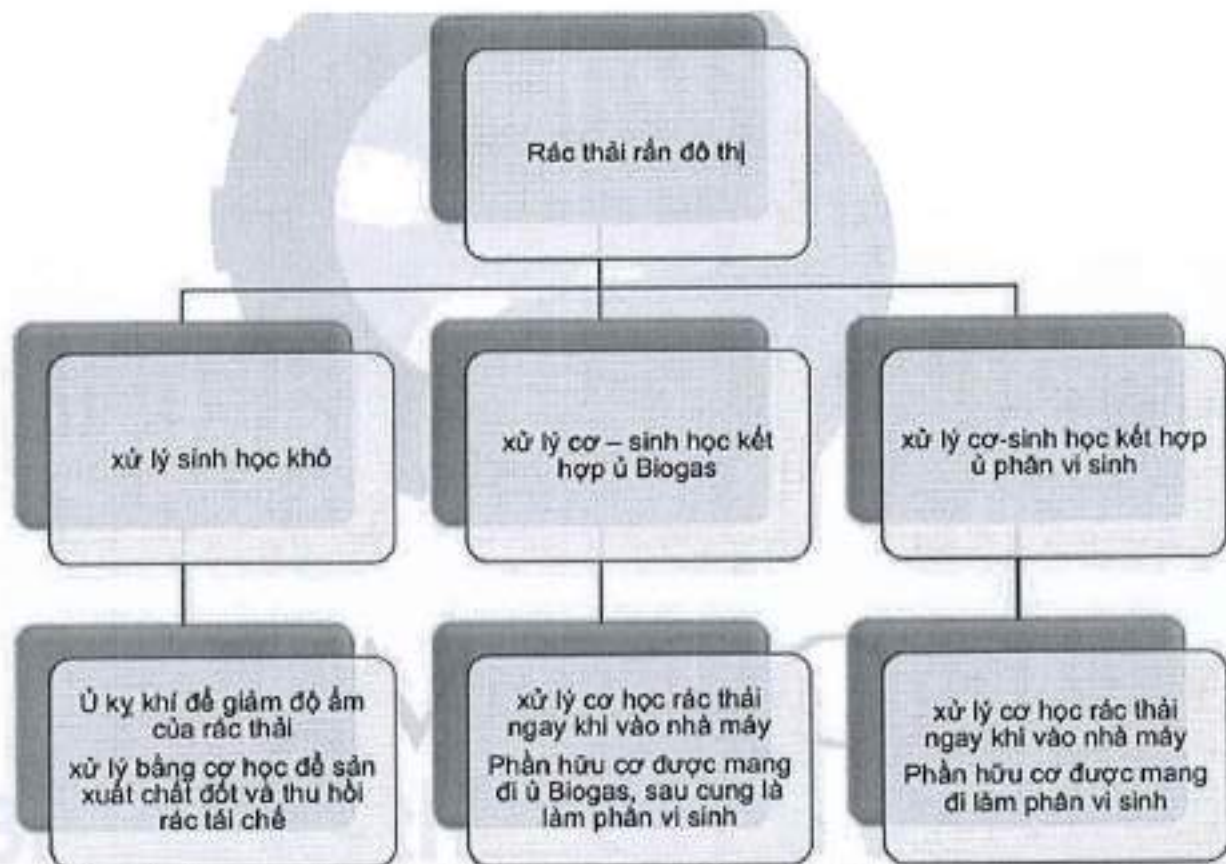 Rác thải rắn đô thị
xử lý sinh học khô
xử lý cơ – sinh học kết
hợp ủ Biogas
xử lý cơ-sinh học kết hợp
ủ phân vi sinh
Ủ kỵ khí để giảm độ ẩm
của rác thải
xử lý bằng cơ học để sản
xuất chất đốt và thu hồi
rác tái chế
xử lý cơ học rác thải
ngay khi vào nhà máy
Phần hữu cơ được mang
đi ủ Biogas, sau cung là
làm phân vi sinh
xử lý cơ học rác thải
ngay khi vào nhà máy
Phần hữu cơ được mang
đi làm phân vi sinh